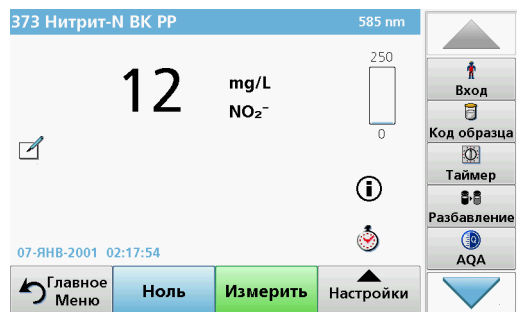 373 Нитрит-N ВК PP
585 nm
250
12
mg/L
NO₂⁻
0
07-ЯНВ-2001 02:17:54
Главное
Меню
Ноль
Измерить
Настройки
Вход
Код образца
Таймер
Разбавление
AQA